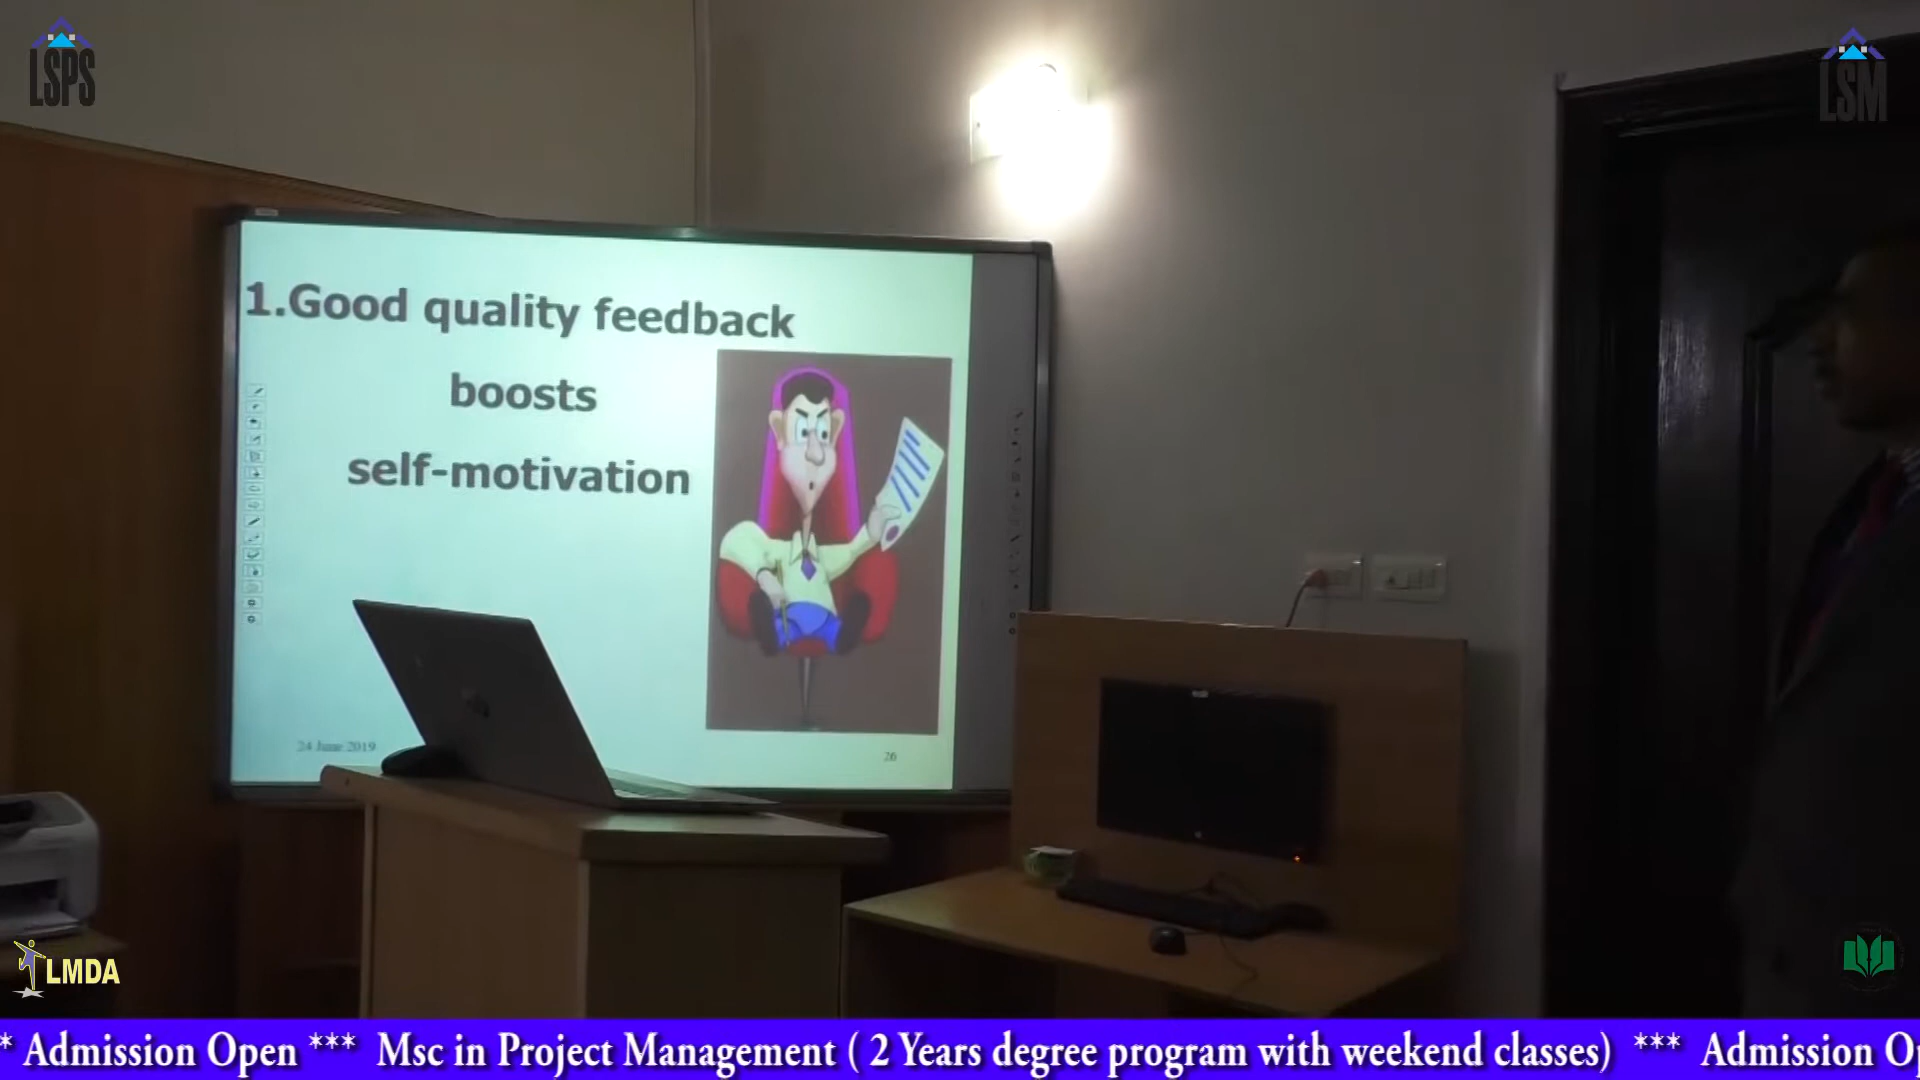 LSPS
LSM
1.Good quality feedback
boosts
self-motivation
24 June 2019
26
LMDA
* Admission Open *** Msc in Project Management ( 2 Years degree program with weekend classes) *** Admission Op